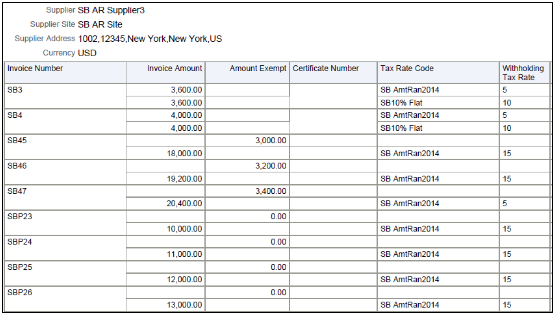 Supplier SB AR Supplier3
Supplier Site SB AR Site
Supplier Address 1002,12345,New York,New York,US
Currency USD
Invoice Number Invoice Amount Amount Exempt Certificate Number Tax Rate Code Withholding Tax Rate
SB3 3,600.00 SB AmtRan2014 5
3,600.00 SB10% Flat 10
SB4 4,000.00 SB AmtRan2014 5
4,000.00 SB10% Flat 10
SB45 3,000.00
18,000.00 SB AmtRan2014 15
SB46 3,200.00
19,200.00 SB AmtRan2014 15
SB47 3,400.00
20,400.00 SB AmtRan2014 5
SBP23 0.00
10,000.00 SB AmtRan2014 15
SBP24 0.00
11,000.00 SB AmtRan2014 15
SBP25 0.00
12,000.00 SB AmtRan2014 15
SBP26 0.00
13,000.00 SB AmtRan2014 15